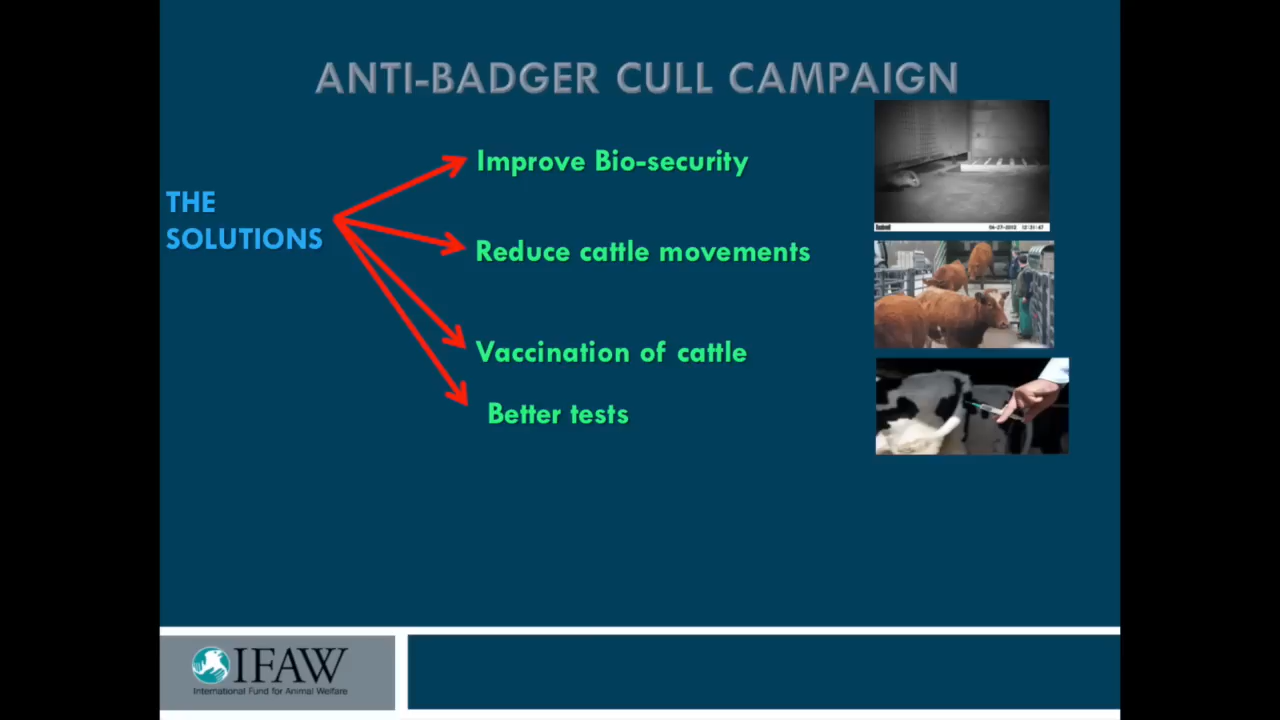 ANTI-BADGER CULL CAMPAIGN
Improve Bio-security
THE
SOLUTIONS
Reduce cattle movements
Vaccination of cattle
Better tests
IFAW
International Fund for Animal Welfare